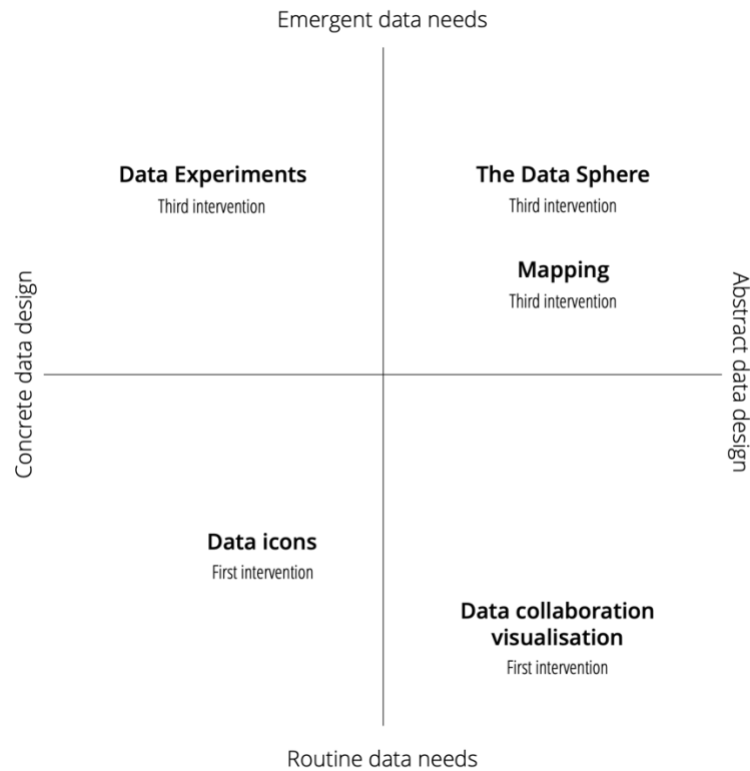 Emergent data needs
Data Experiments
Third intervention
The Data Sphere
Third intervention
Mapping
Third intervention
Concrete data design
Abstract data design
Data icons
First intervention
Data collaboration
visualisation
First intervention
Routine data needs